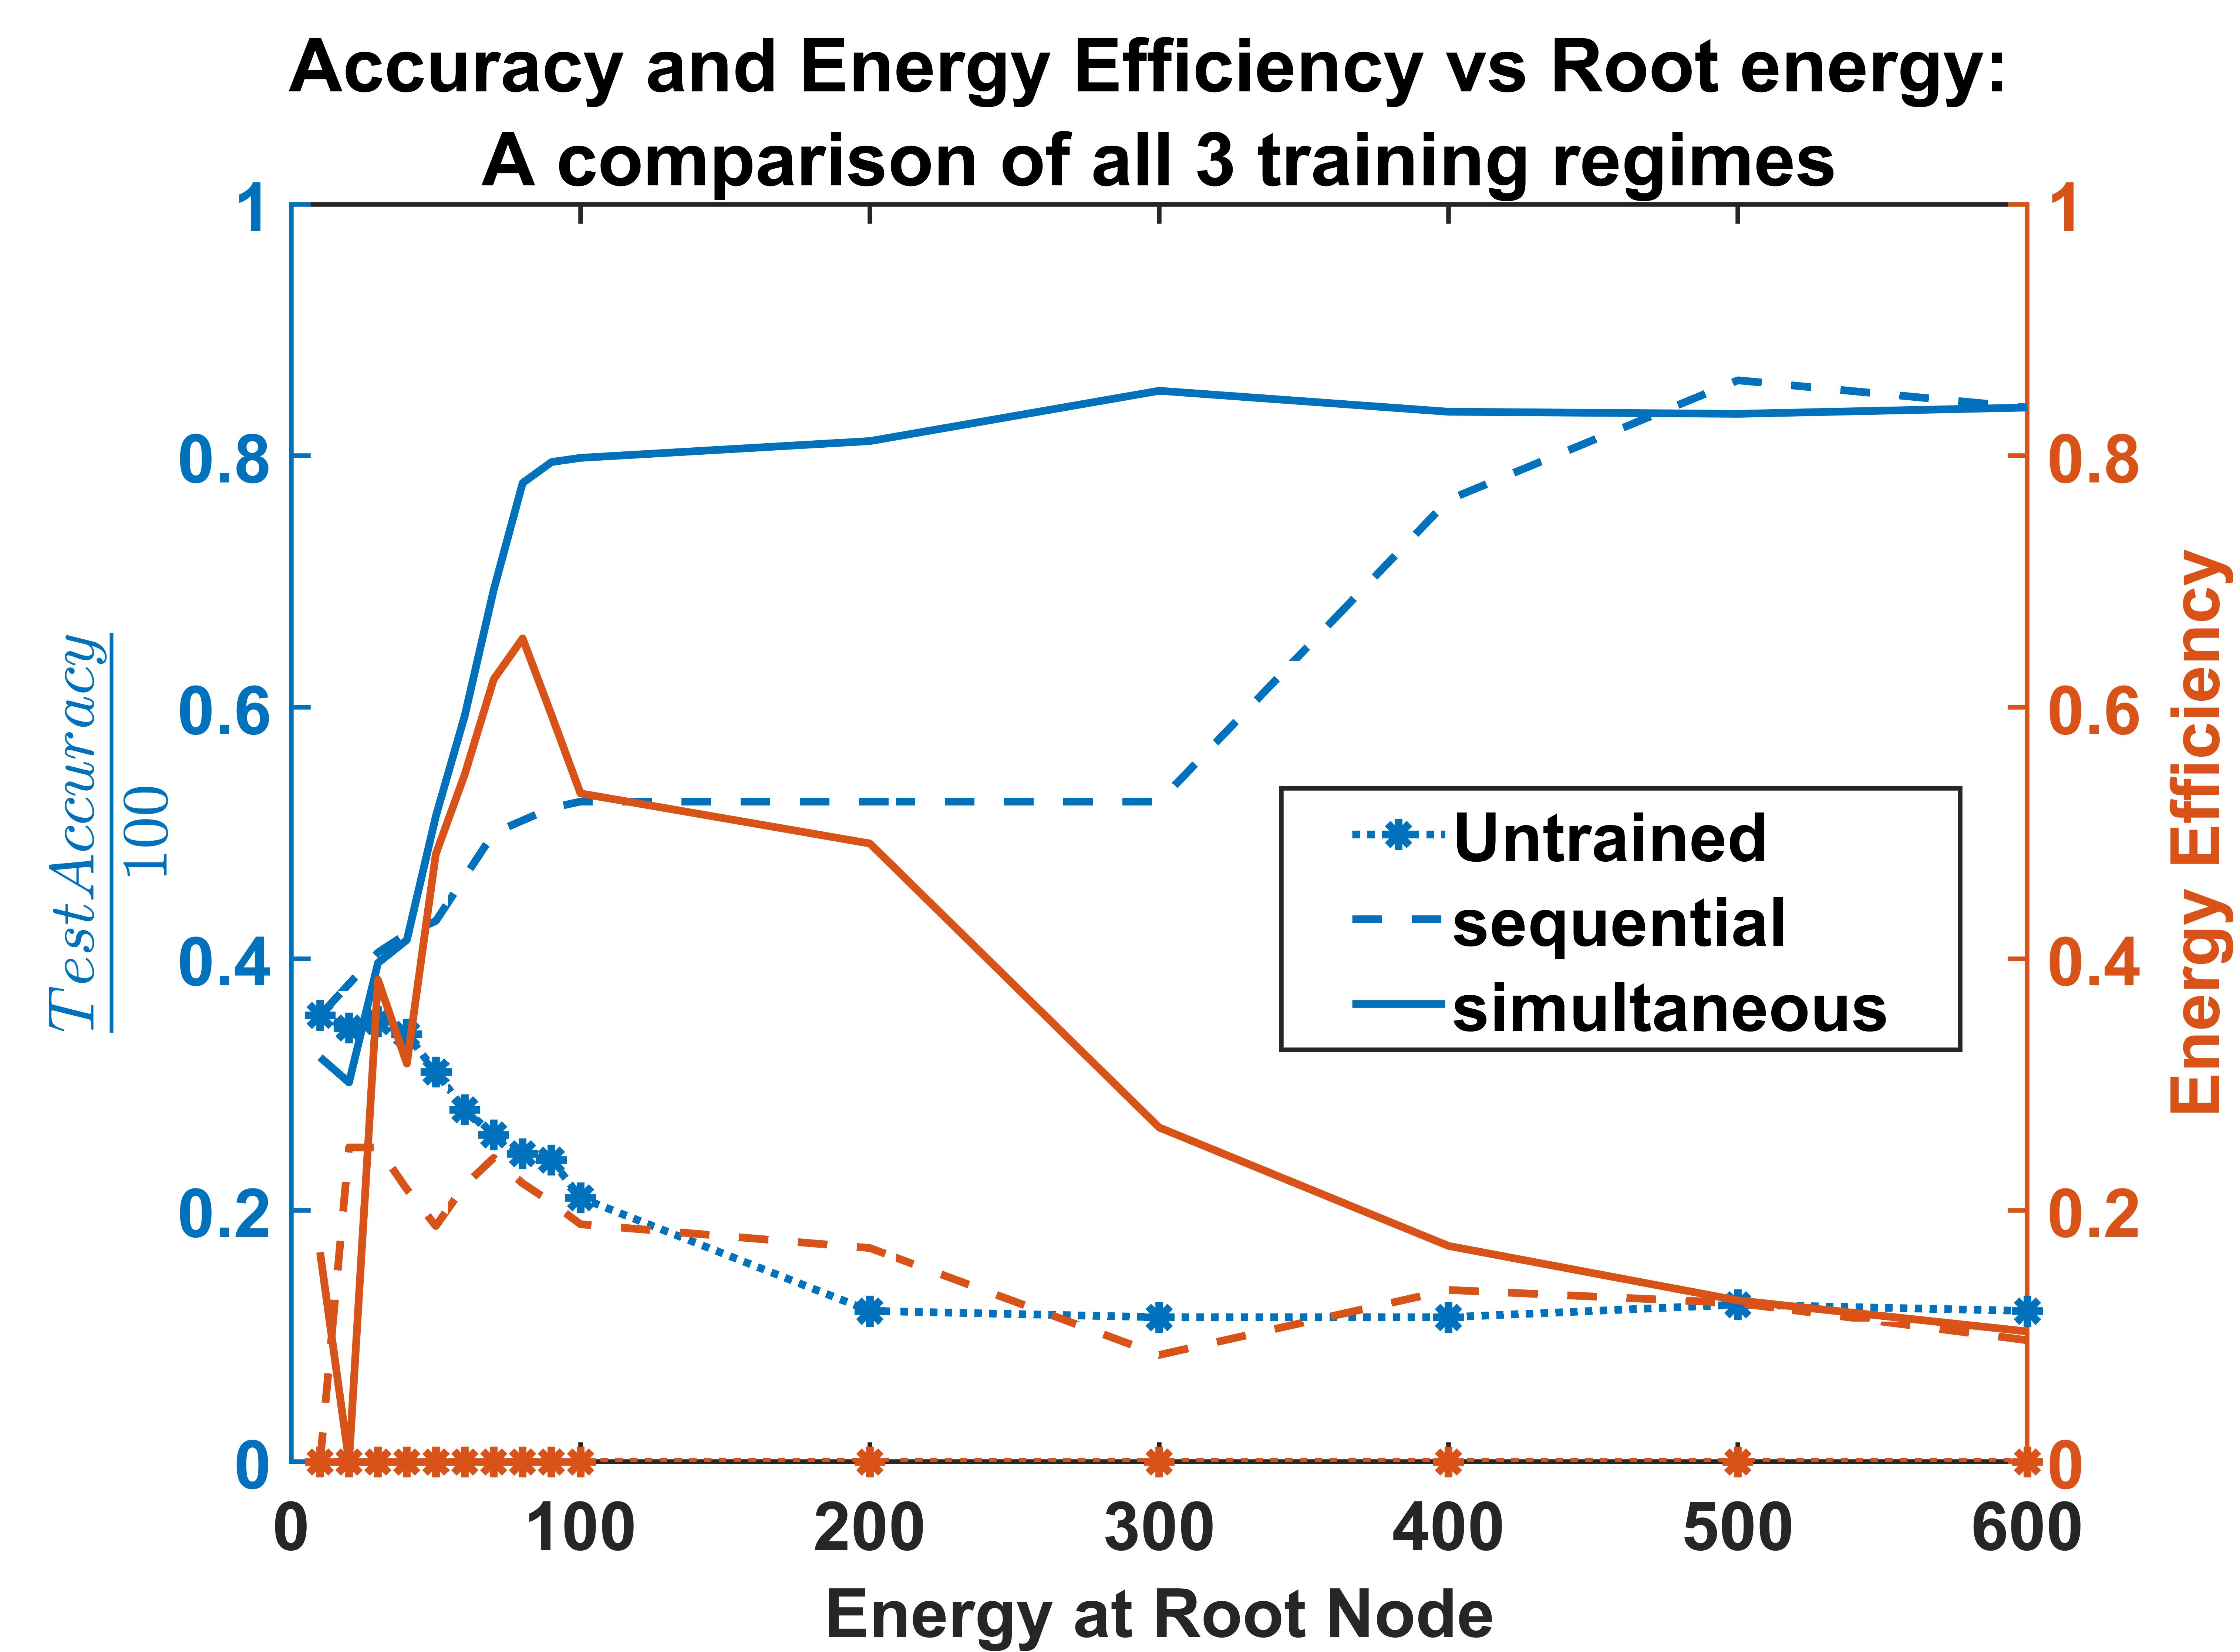 Accuracy and Energy Efficiency vs Root energy:
A comparison of all 3 training regimes
1
0.8
0.6
0.4
0.2
0
TestAccuracy
100
1
0.8
0.6
0.4
0.2
0
Energy Efficiency
Untrained
sequential
simultaneous
0 100 200 300 400 500 600
Energy at Root Node